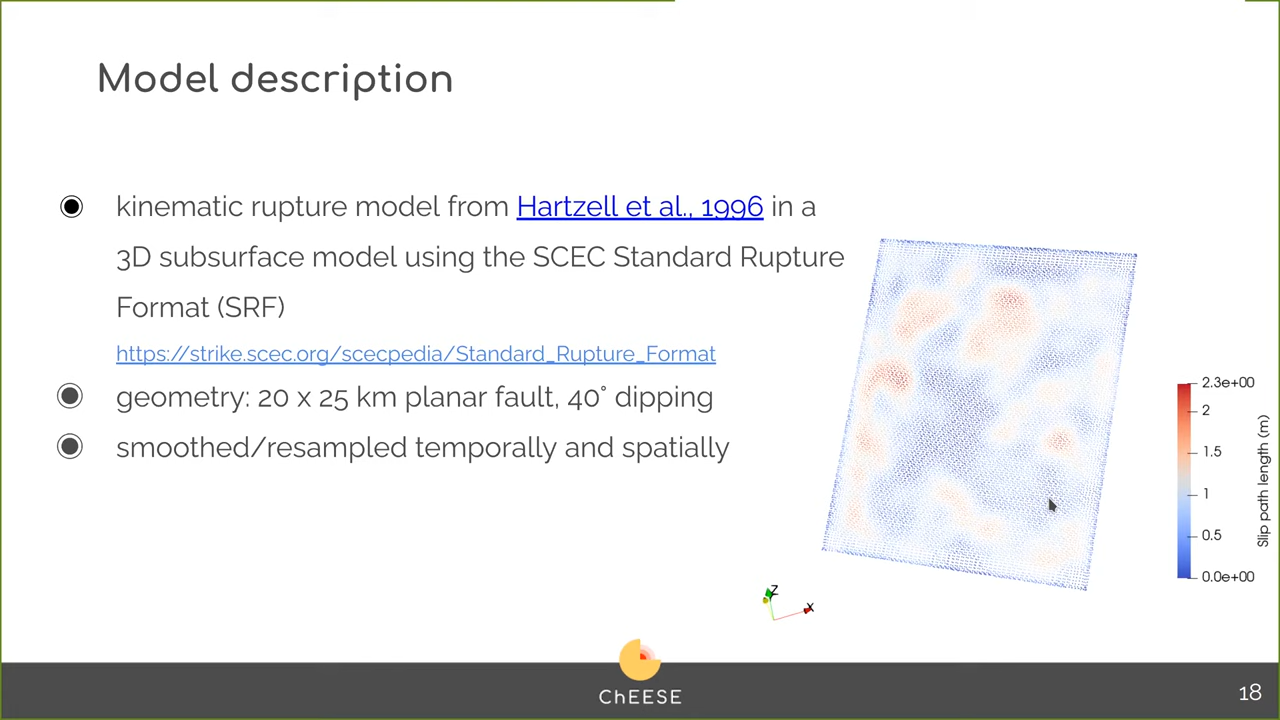 Model description
kinematic rupture model from Hartzell et al., 1996 in a
3D subsurface model using the SCEC Standard Rupture
Format (SRF)
https://strike.scec.org/scecpedia/Standard_Rupture_Format
geometry: 20 x 25 km planar fault, 40° dipping
smoothed/resampled temporally and spatially
2.3e+00
2
1.5
1
0.5
0.0e+00
Slip path length (m)
Z
X
ChEESE
18